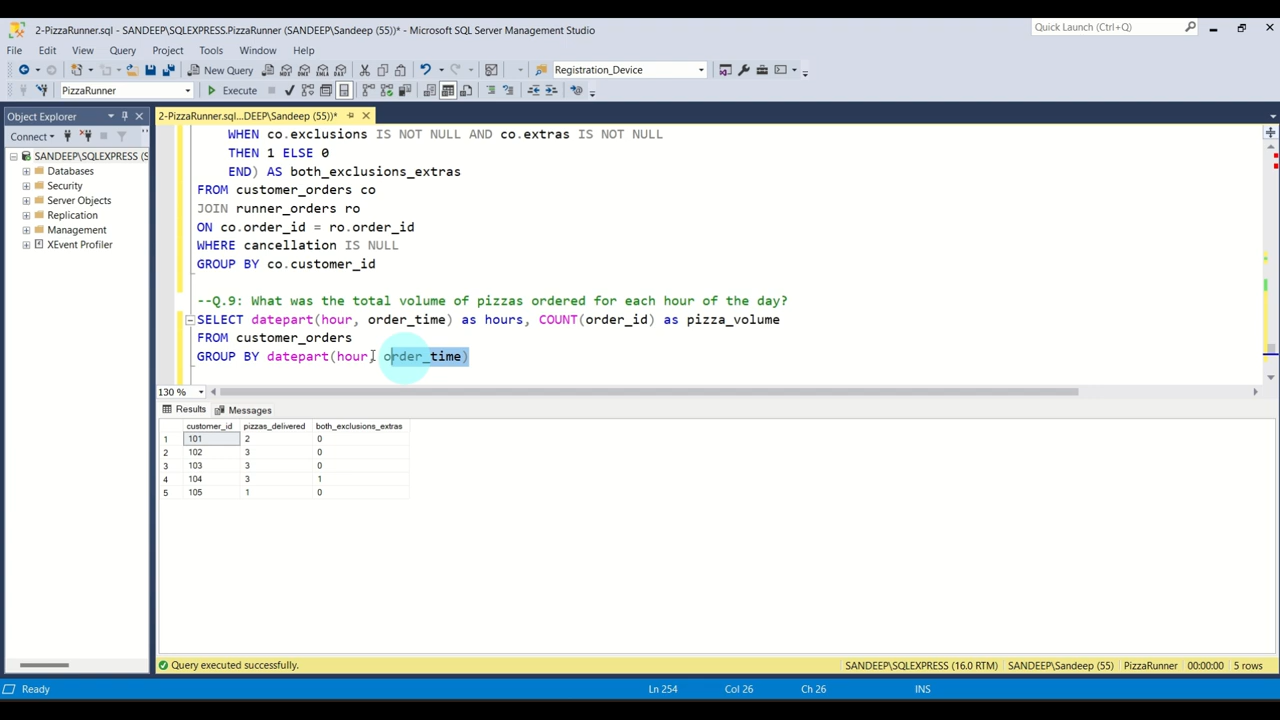 2-PizzaRunner.sql - SANDEEP\SQLEXPRESS.PizzaRunner (SANDEEP\Sandeep (55))* - Microsoft SQL Server Management Studio
Quick Launch (Ctrl+Q)
File Edit View Query Project Tools Window Help
New Query
Registration_Device
PizzaRunner
Execute
Object Explorer
2-PizzaRunner.sql...DEEP\Sandeep (55))*
Connect
SANDEEP\SQLEXPRESS (S
Databases
Security
Server Objects
Replication
Management
XEvent Profiler
WHEN co.exclusions IS NOT NULL AND co.extras IS NOT NULL
THEN 1 ELSE 0
END) AS both_exclusions_extras
FROM customer_orders co
JOIN runner_orders ro
ON co.order_id = ro.order_id
WHERE cancellation IS NULL
GROUP BY co.customer_id
--Q.9: What was the total volume of pizzas ordered for each hour of the day?
SELECT datepart(hour, order_time) as hours, COUNT(order_id) as pizza_volume
FROM customer_orders
GROUP BY datepart(hour, order_time)
130 %
Results Messages
customer_id pizzas_delivered both_exclusions_extras
1 101 2 0
2 102 3 0
3 103 3 0
4 104 3 1
5 105 1 0
Query executed successfully.
SANDEEP\SQLEXPRESS (16.0 RTM) SANDEEP\Sandeep (55) PizzaRunner 00:00:00 5 rows
Ready Ln 254 Col 26 Ch 26 INS